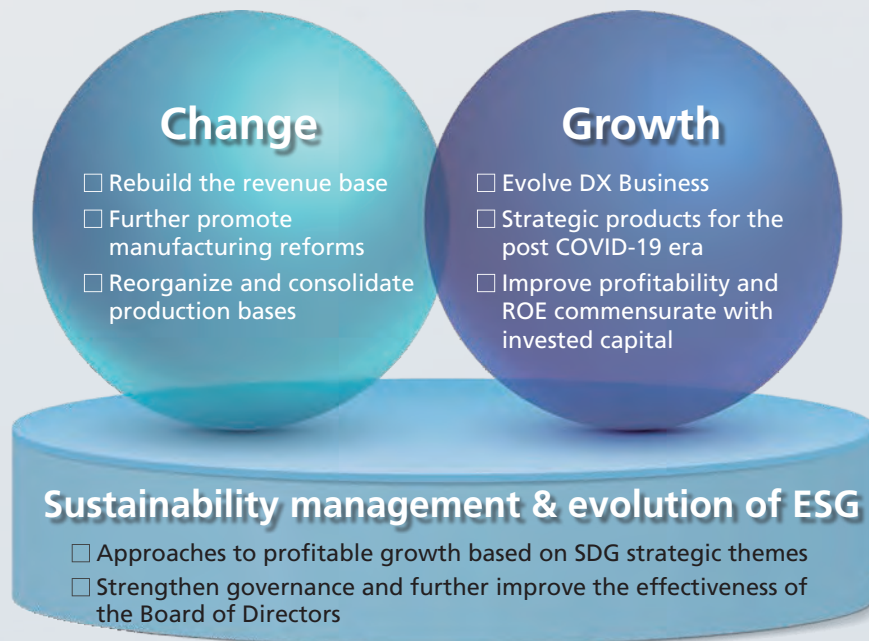 Change
□ Rebuild the revenue base
□ Further promote
manufacturing reforms
□ Reorganize and consolidate
production bases
Growth
□ Evolve DX Business
□ Strategic products for the
post COVID-19 era
□ Improve profitability and
ROE commensurate with
invested capital
Sustainability management & evolution of ESG
□ Approaches to profitable growth based on SDG strategic themes
□ Strengthen governance and further improve the effectiveness of
the Board of Directors